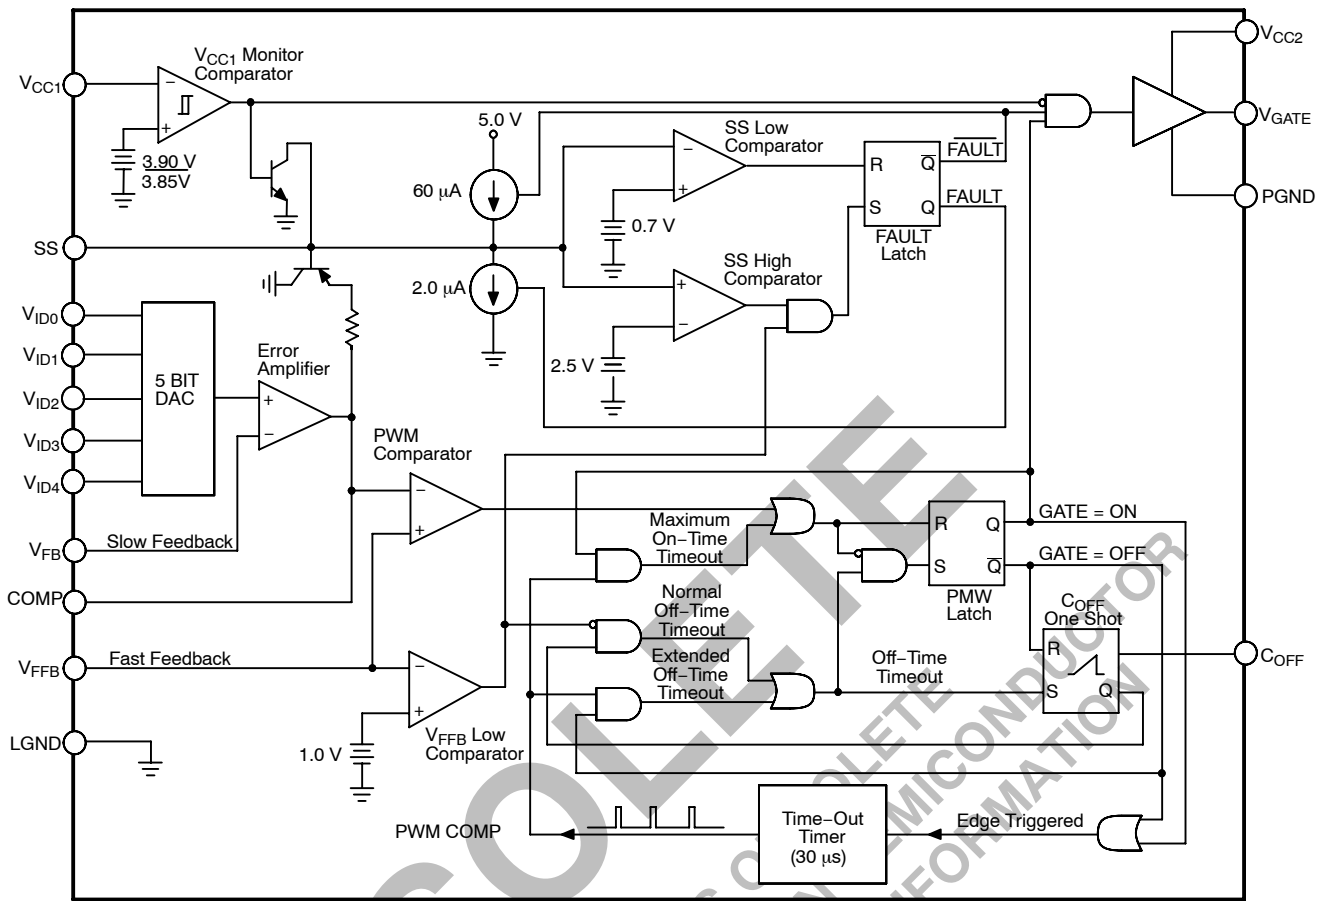 VCC1
VCC1 Monitor
Comparator
−
+
3.90 V
3.85V
VCC2
VGATE
PGND
5.0 V
60 μA
SS Low
Comparator
−
+
0.7 V
R
Q
FAULT
S
Q
FAULT
FAULT
Latch
SS
2.0 μA
SS High
Comparator
+
−
2.5 V
VID0
VID1
VID2
VID3
VID4
5 BIT
DAC
Error
Amplifier
+
−
PWM
Comparator
−
+
VFB
Slow Feedback
COMP
VFFB
Fast Feedback
−
+
1.0 V
VFFB Low
Comparator
LGND
Maximum
On−Time
Timeout
Normal
Off−Time
Timeout
Extended
Off−Time
Timeout
R
Q
GATE = ON
S
Q
GATE = OFF
PMW
Latch
Off−Time
Timeout
COFF
One Shot
R
S
Q
COFF
PWM COMP
Time−Out
Timer
(30 μs)
Edge Triggered
OLETE
OLETE
S O
EMICONDUCTOR
N
INFORMATION